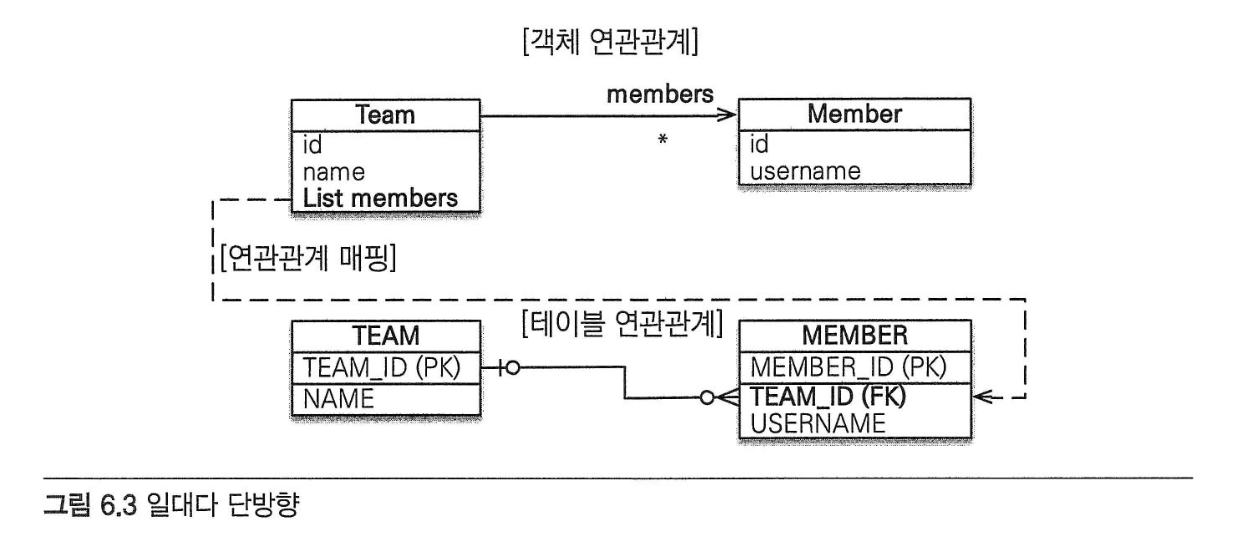 [객체 연관관계]
members
Team
Member
*
id
name
List members
id
username
[연관관계 매핑]
[테이블 연관관계]
TEAM
TEAM_ID (PK)
NAME
MEMBER
MEMBER_ID (PK)
TEAM_ID (FK)
USERNAME
그림 6.3 일대다 단방향